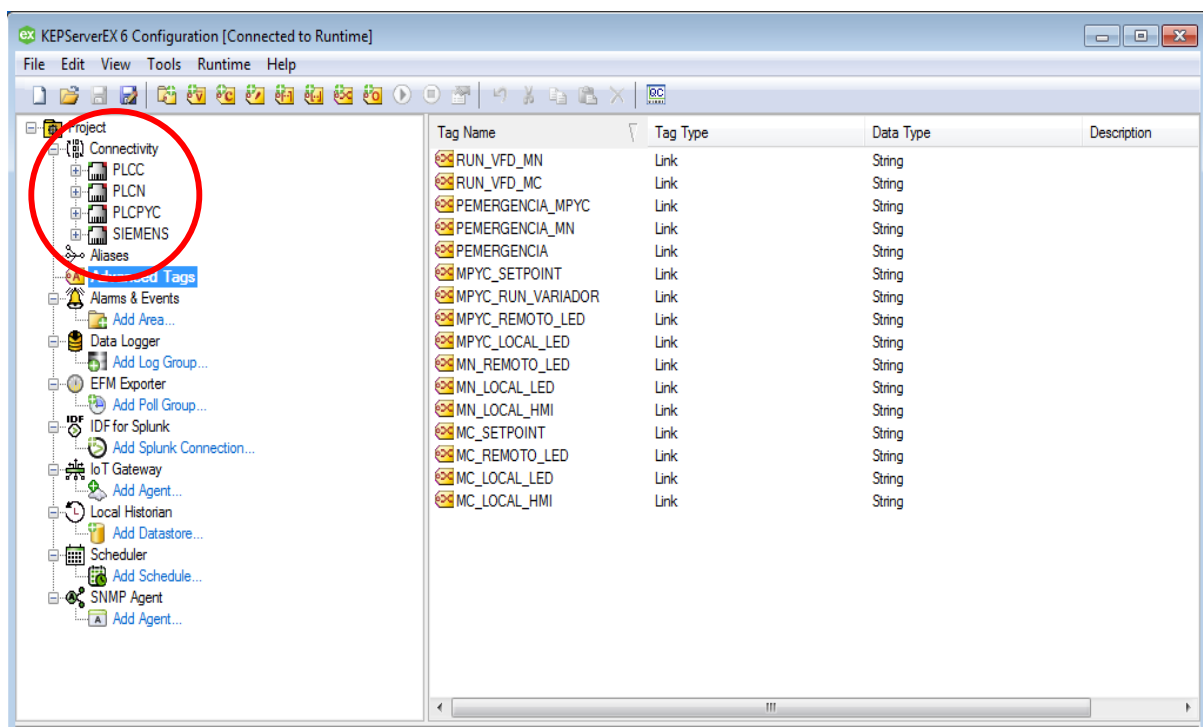 KEPServerEX 6 Configuration [Connected to Runtime]
File Edit View Tools Runtime Help
Project
Connectivity
PLCC
PLCN
PLCPYC
SIEMENS
Aliases
Advanced Tags
Alarms & Events
Add Area...
Data Logger
Add Log Group...
EFM Exporter
Add Poll Group...
IDF for Splunk
Add Splunk Connection...
IoT Gateway
Add Agent...
Local Historian
Add Datastore...
Scheduler
Add Schedule...
SNMP Agent
Add Agent...
Tag Name Tag Type Data Type Description
RUN_VFD_MN Link String
RUN_VFD_MC Link String
PEMERGENCIA_MPYC Link String
PEMERGENCIA_MN Link String
PEMERGENCIA Link String
MPYC_SETPOINT Link String
MPYC_RUN_VARIADOR Link String
MPYC_REMOTO_LED Link String
MPYC_LOCAL_LED Link String
MN_REMOTO_LED Link String
MN_LOCAL_LED Link String
MN_LOCAL_HMI Link String
MC_SETPOINT Link String
MC_REMOTO_LED Link String
MC_LOCAL_LED Link String
MC_LOCAL_HMI Link String